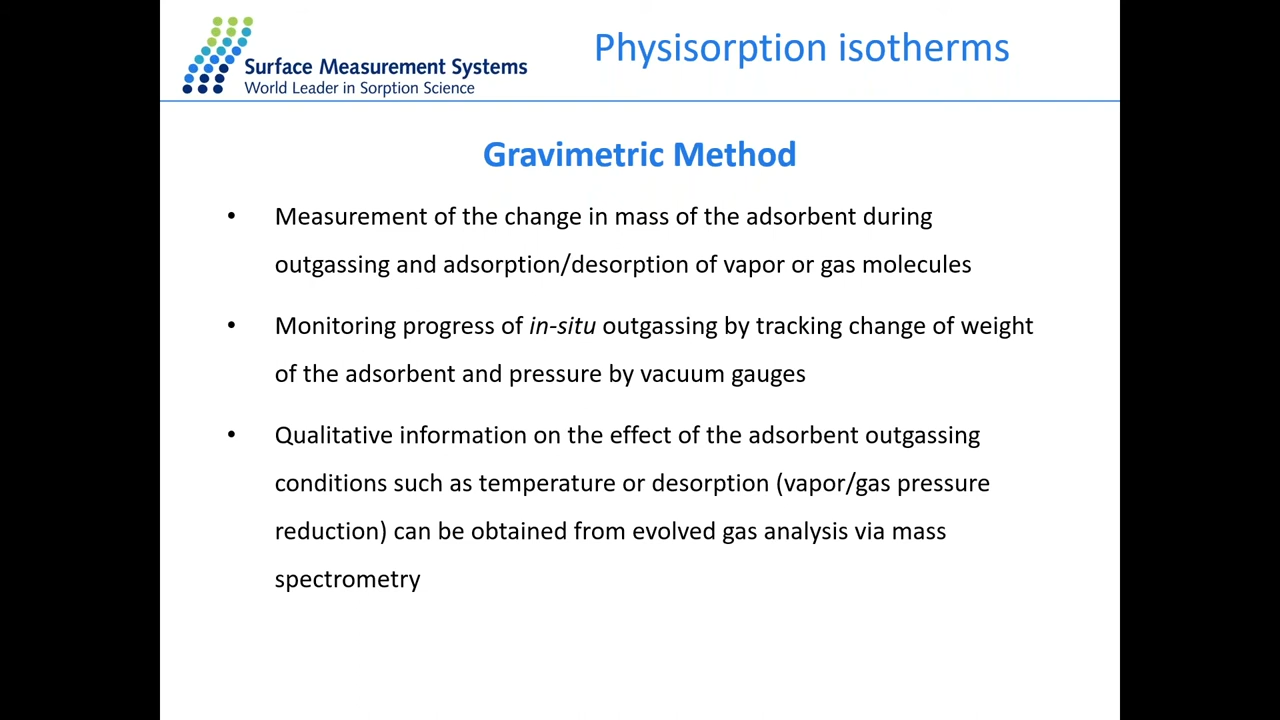 Surface Measurement Systems
World Leader in Sorption Science
Physisorption isotherms
Gravimetric Method
• Measurement of the change in mass of the adsorbent during
outgassing and adsorption/desorption of vapor or gas molecules
• Monitoring progress of in-situ outgassing by tracking change of weight
of the adsorbent and pressure by vacuum gauges
• Qualitative information on the effect of the adsorbent outgassing
conditions such as temperature or desorption (vapor/gas pressure
reduction) can be obtained from evolved gas analysis via mass
spectrometry